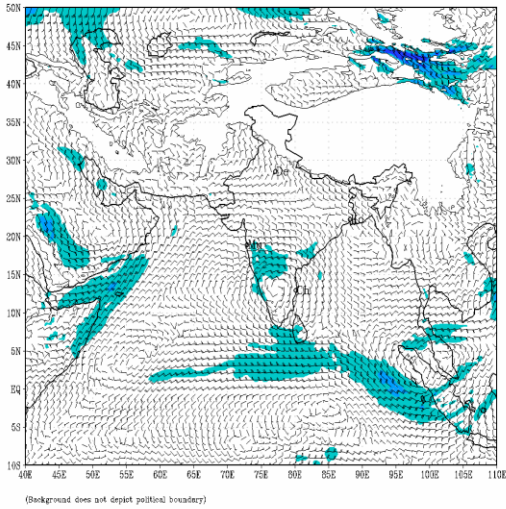 50N
45N
40N
35N
30N
25N
20N
15N
10N
5N
EQ
5S
10S
40E 45E 50E 55E 60E 65E 70E 75E 80E 85E 90E 95E 100E 105E 110E
(Background does not depict political boundary)